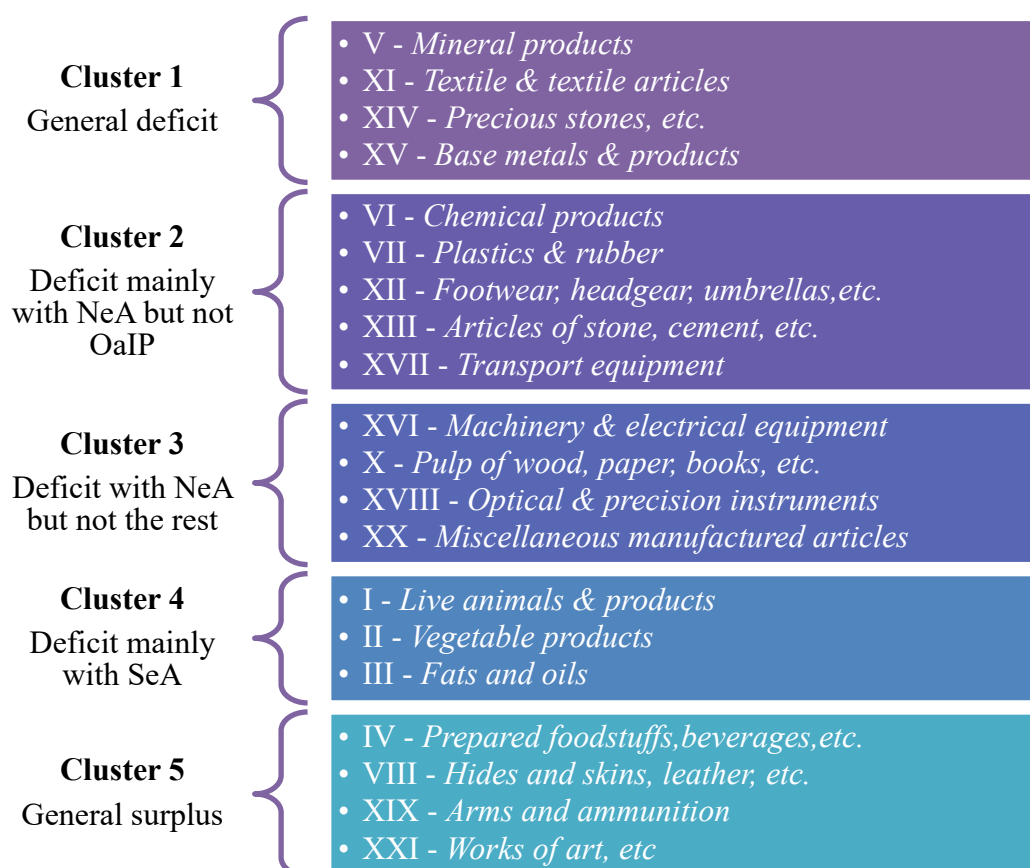 Cluster 1
General deficit
• V - Mineral products
• XI - Textile & textile articles
• XIV - Precious stones, etc.
• XV - Base metals & products
Cluster 2
Deficit mainly
with NeA but not
OaIP
• VI - Chemical products
• VII - Plastics & rubber
• XII - Footwear, headgear, umbrellas,etc.
• XIII - Articles of stone, cement, etc.
• XVII - Transport equipment
Cluster 3
Deficit with NeA
but not the rest
• XVI - Machinery & electrical equipment
• X - Pulp of wood, paper, books, etc.
• XVIII - Optical & precision instruments
• XX - Miscellaneous manufactured articles
Cluster 4
Deficit mainly
with SeA
• I - Live animals & products
• II - Vegetable products
• III - Fats and oils
Cluster 5
General surplus
• IV - Prepared foodstuffs,beverages,etc.
• VIII - Hides and skins, leather, etc.
• XIX - Arms and ammunition
• XXI - Works of art, etc